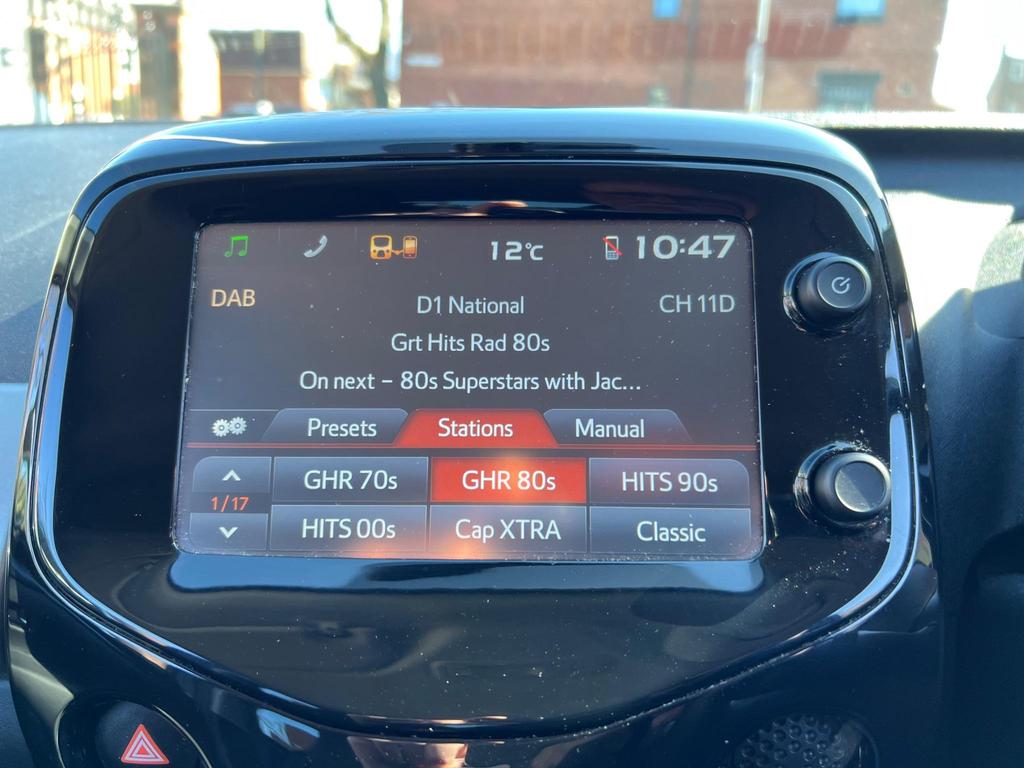 12°C 10:47
DAB D1 National CH 11D
Grt Hits Rad 80s
On next – 80s Superstars with Jac...
Presets Stations Manual
GHR 70s GHR 80s HITS 90s
1/17
HITS 00s Cap XTRA Classic